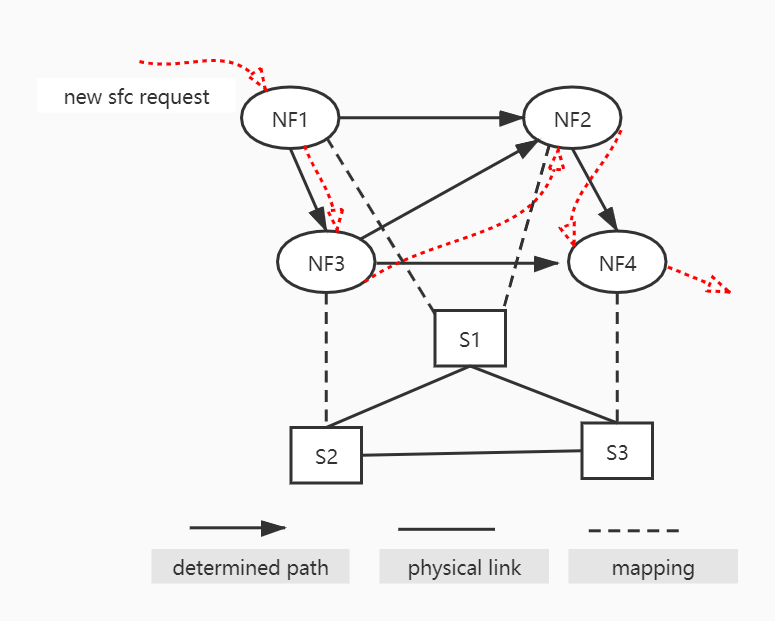 new sfc request
NF1
NF2
NF3
NF4
S1
S2
S3
determined path
physical link
mapping